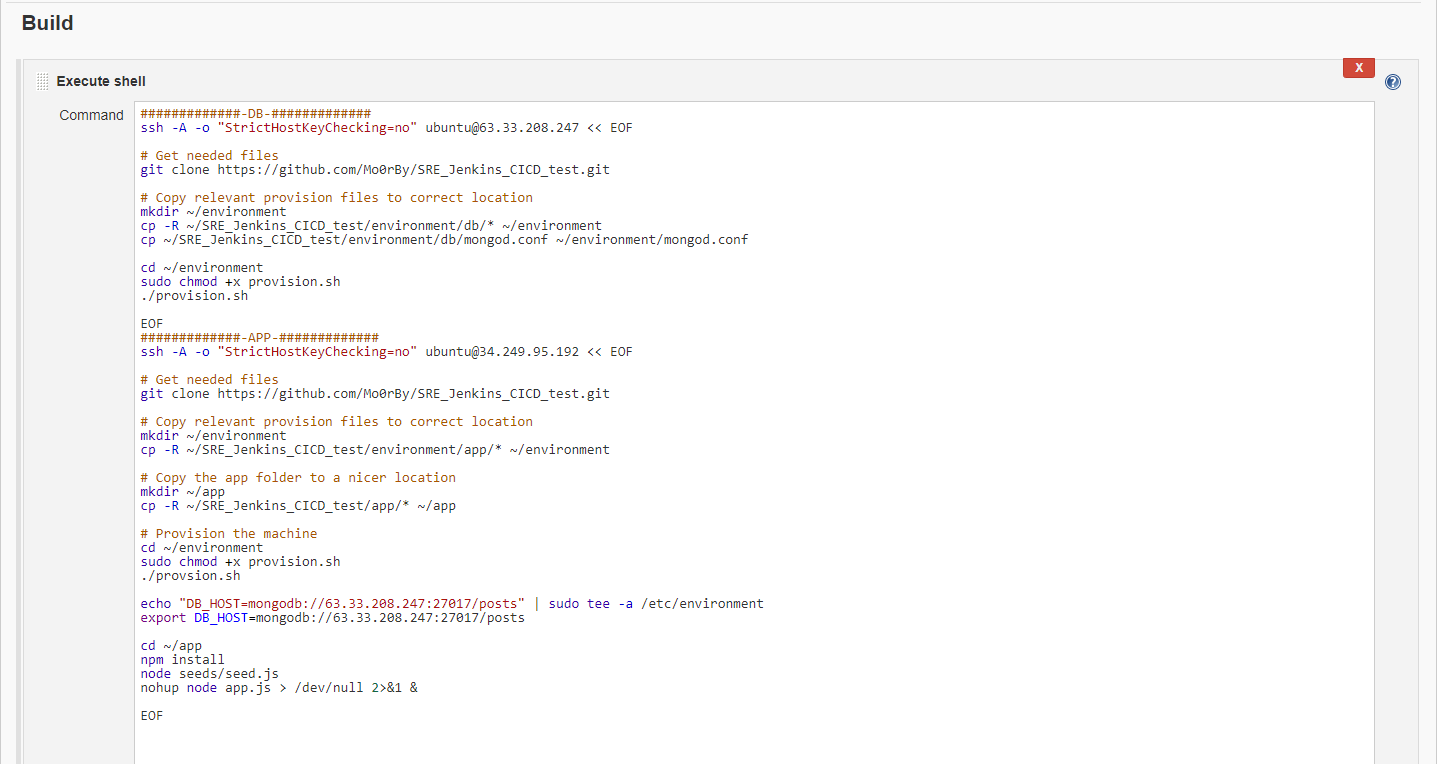 Build
Execute shell
X
?
Command
#############-DB-#############
ssh -A -o "StrictHostKeyChecking=no" ubuntu@63.33.208.247 << EOF
# Get needed files
git clone https://github.com/Mo0rBy/SRE_Jenkins_CICD_test.git
# Copy relevant provision files to correct location
mkdir ~/environment
cp -R ~/SRE_Jenkins_CICD_test/environment/db/* ~/environment
cp ~/SRE_Jenkins_CICD_test/environment/db/mongod.conf ~/environment/mongod.conf
cd ~/environment
sudo chmod +x provision.sh
./provision.sh
EOF
#############-APP-#############
ssh -A -o "StrictHostKeyChecking=no" ubuntu@34.249.95.192 << EOF
# Get needed files
git clone https://github.com/Mo0rBy/SRE_Jenkins_CICD_test.git
# Copy relevant provision files to correct location
mkdir ~/environment
cp -R ~/SRE_Jenkins_CICD_test/environment/app/* ~/environment
# Copy the app folder to a nicer location
mkdir ~/app
cp -R ~/SRE_Jenkins_CICD_test/app/* ~/app
# Provision the machine
cd ~/environment
sudo chmod +x provision.sh
./provsion.sh
echo "DB_HOST=mongodb://63.33.208.247:27017/posts" | sudo tee -a /etc/environment
export DB_HOST=mongodb://63.33.208.247:27017/posts
cd ~/app
npm install
node seeds/seed.js
nohup node app.js > /dev/null 2>&1 &
EOF